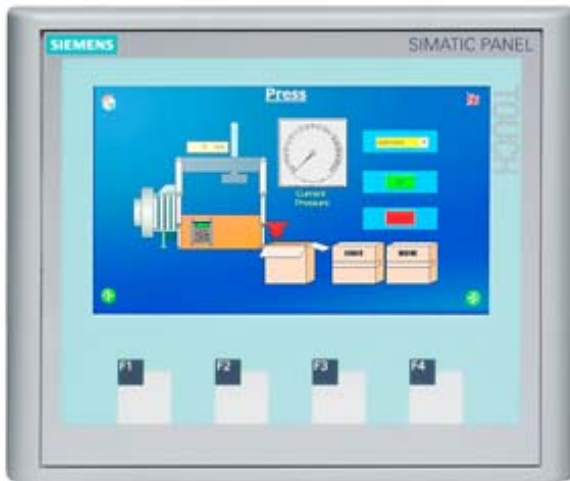 SIEMENS
SIMATIC PANEL
TOUCH
Press
Current
Pressure
F1
F2
F3
F4